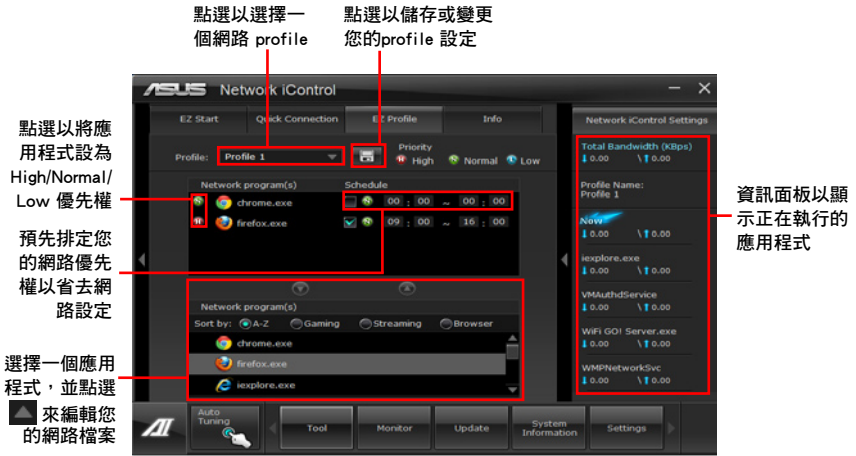 點選以選擇一
個網路 profile
點選以儲存或變更
您的profile 設定
ASUS Network iControl
EZ Start
Quick Connection
EZ Profile
Info
Network iControl Settings
點選以將應
用程式設為
High/Normal/
Low 優先權
Profile:
Profile 1
Priority
H High
N Normal
L Low
Network program(s)
Schedule
N chrome.exe
N 00 : 00 ~ 00 : 00
H firefox.exe
N 09 : 00 ~ 16 : 00
預先排定您
的網路優先
權以省去網
路設定
Network program(s)
Sort by: A-Z Gaming Streaming Browser
chrome.exe
firefox.exe
iexplore.exe
選擇一個應用
程式，並點選
來編輯您
的網路檔案
Total Bandwidth (KBps)
0.00 \ 0.00
Profile Name:
Profile 1
Now
0.00 \ 0.00
iexplore.exe
0.00 \ 0.00
VMAuthdService
0.00 \ 0.00
WiFi GO! Server.exe
0.00 \ 0.00
WMPNetworkSvc
0.00 \ 0.00
資訊面板以顯
示正在執行的
應用程式
Auto
Tuning
Tool
Monitor
Update
System
Information
Settings